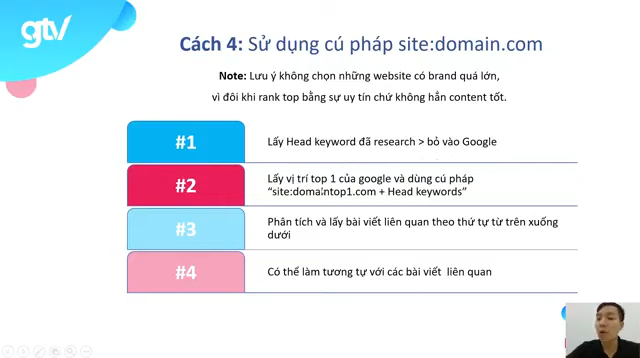 gtv
Cách 4: Sử dụng cú pháp site:domain.com
Note: Lưu ý không chọn những website có brand quá lớn,
vì đôi khi rank top bằng sự uy tín chứ không hẳn content tốt.
#1
Lấy Head keyword đã research > bỏ vào Google
#2
Lấy vị trí top 1 của google và dùng cú pháp
“site:domaintop1.com + Head keywords”
#3
Phân tích và lấy bài viết liên quan theo thứ tự từ trên xuống
dưới
#4
Có thể làm tương tự với các bài viết liên quan